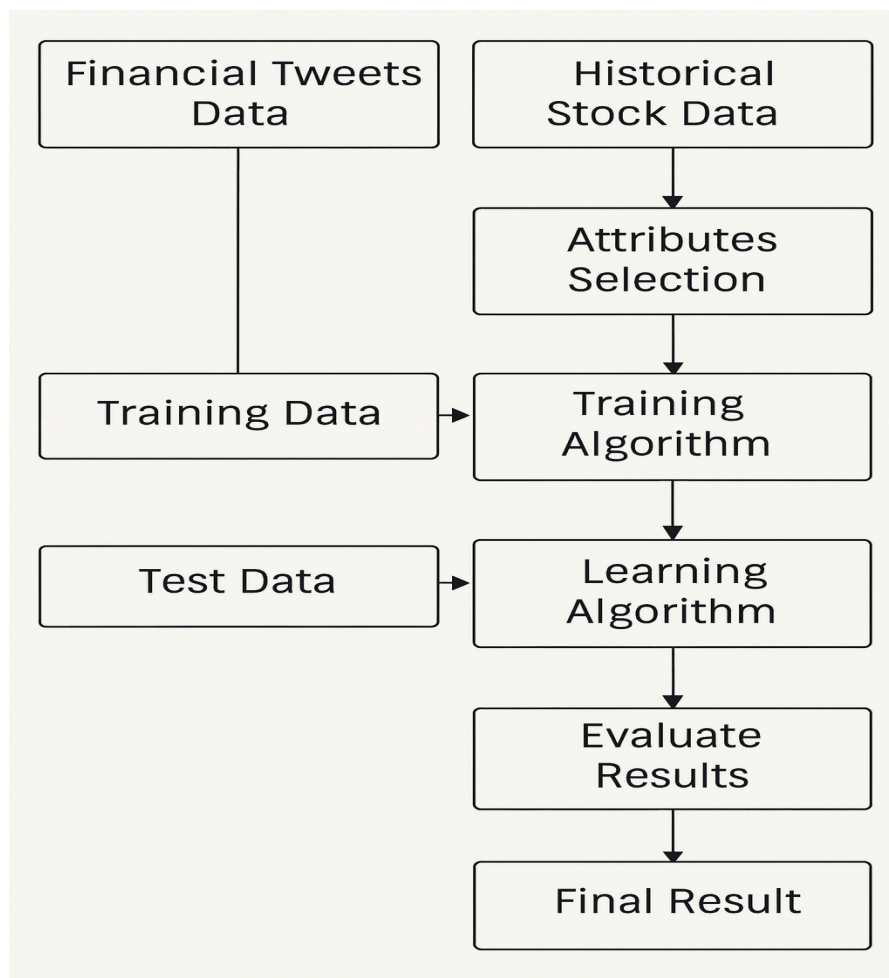 Financial Tweets
Data
Historical
Stock Data
Attributes
Selection
Training Data
Training
Algorithm
Test Data
Learning
Algorithm
Evaluate
Results
Final Result